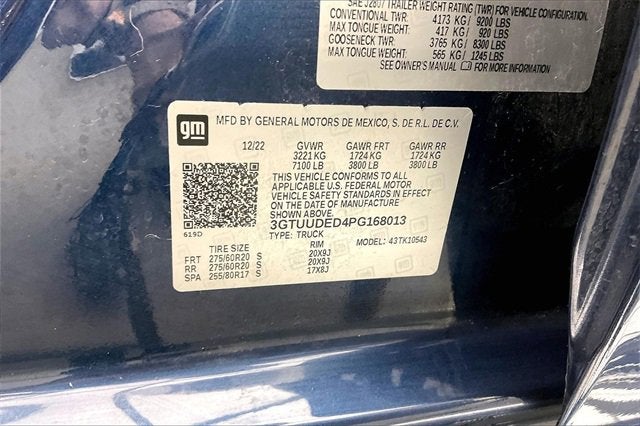 SAE J2807 TRAILER WEIGHT RATING (TWR) FOR VEHICLE CONFIGURATION.
CONVENTIONAL TWR: 4173 KG/ 9200 LBS
MAX TONGUE WEIGHT: 417 KG/ 920 LBS
GOOSENECK TWR: 3765 KG/ 8300 LBS
MAX TONGUE WEIGHT: 565 KG/ 1245 LBS
SEE OWNER'S MANUAL FOR MORE INFORMATION
gm
MFD BY GENERAL MOTORS DE MEXICO, S. DE R.L. DE C.V.
12/22 GVWR GAWR FRT GAWR RR
3221 KG 1724 KG 1724 KG
7100 LB 3800 LB 3800 LB
THIS VEHICLE CONFORMS TO ALL
APPLICABLE U.S. FEDERAL MOTOR
VEHICLE SAFETY STANDARDS IN EFFECT
ON THE DATE OF MANUFACTURE
SHOWN ABOVE.
3GTUUDED4PG168013
619D TYPE: TRUCK MODEL: 43TK10543
TIRE SIZE RIM
FRT 275/60R20 S 20X9J
RR 275/60R20 S 20X9J
SPA 255/80R17 S 17X8J